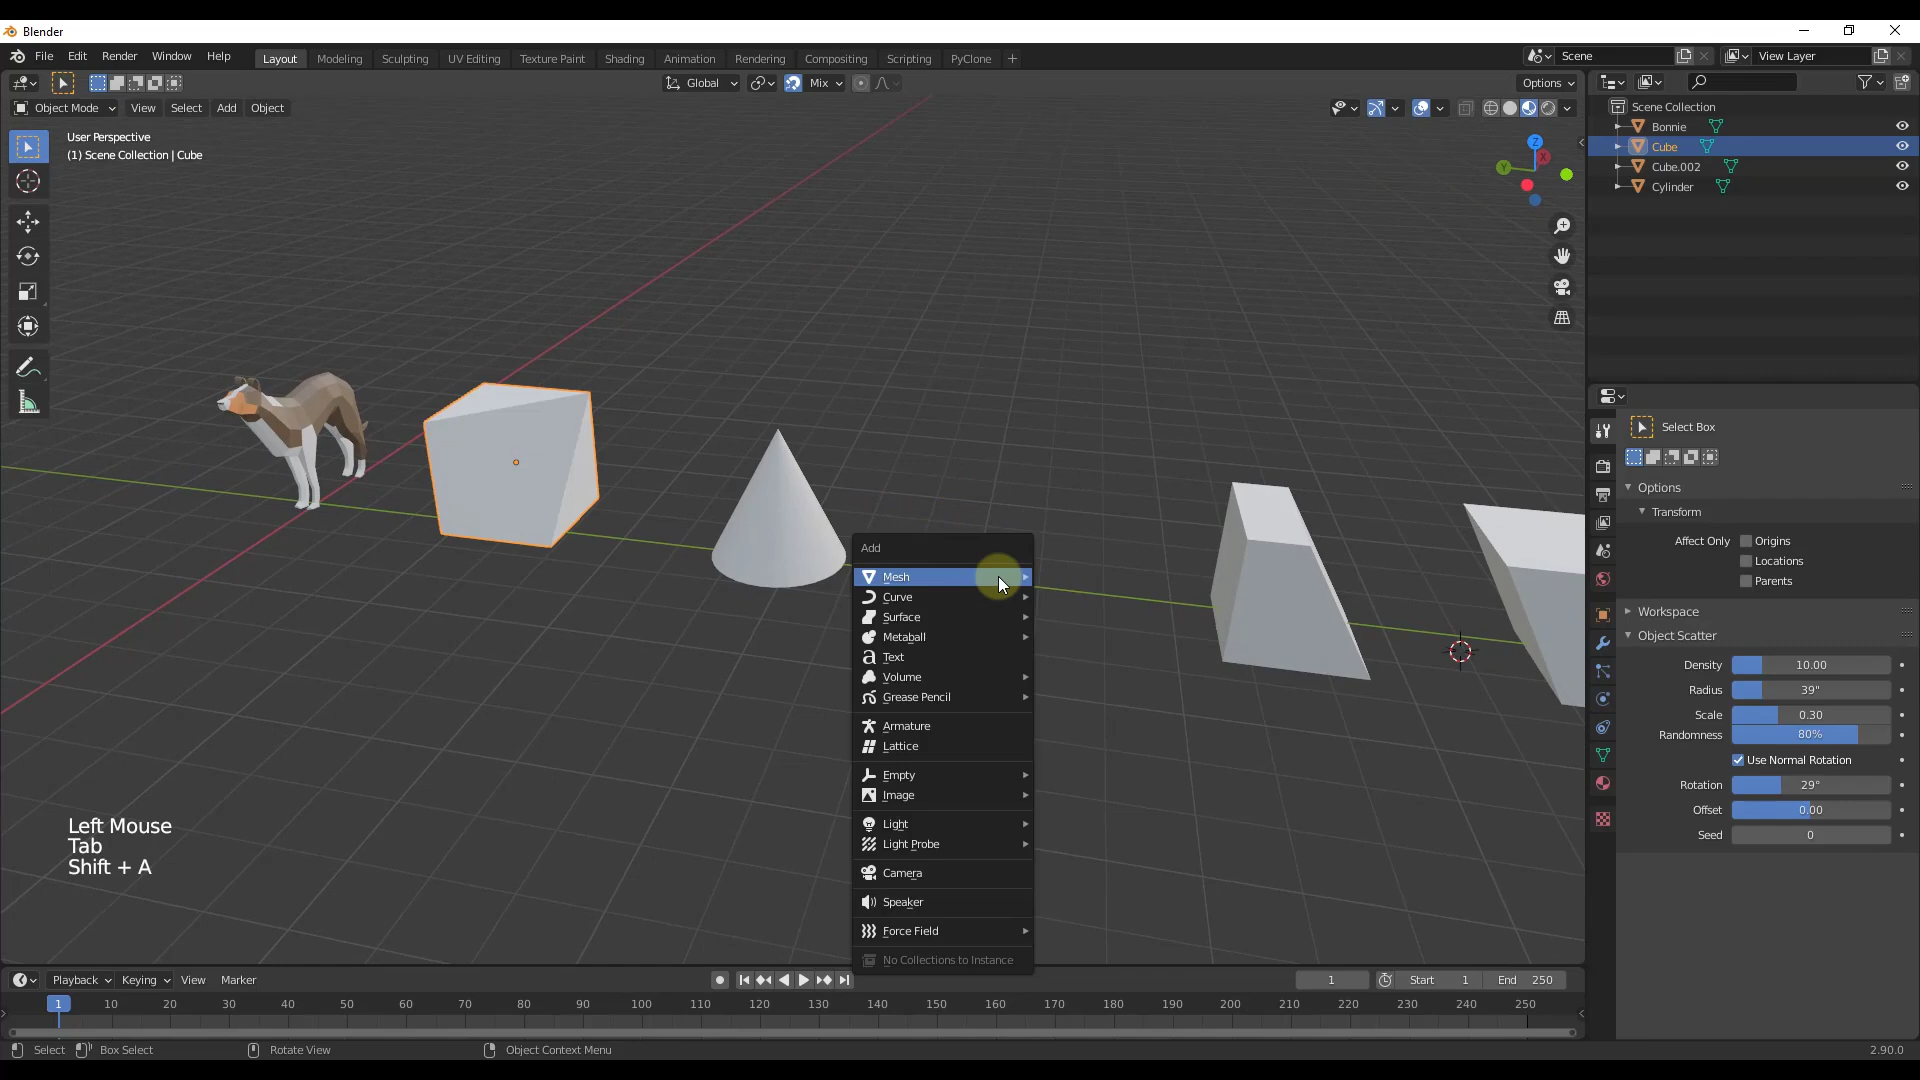 Blender
File Edit Render Window Help
Layout Modeling Sculpting UV Editing Texture Paint Shading Animation Rendering Compositing Scripting PyClone +
Scene
View Layer
Global
Mix
Options
Object Mode View Select Add Object
User Perspective
(1) Scene Collection | Cube
Z
X
Y
Scene Collection
Bonnie
Cube
Cube.002
Cylinder
Select Box
Options
Transform
Affect Only Origins
Locations
Parents
Workspace
Object Scatter
Density 10.00
Radius 39"
Scale 0.30
Randomness 80%
Use Normal Rotation
Rotation 29°
Offset 0.00
Seed 0
Add
Mesh
Curve
Surface
Metaball
Text
Volume
Grease Pencil
Armature
Lattice
Empty
Image
Light
Light Probe
Camera
Speaker
Force Field
No Collections to Instance
Left Mouse
Tab
Shift + A
Playback Keying View Marker
1 Start 1 End 250
1 10 20 30 40 50 60 70 80 90 100 110 120 130 140 150 160 170 180 190 200 210 220 230 240 250
Select Box Select Rotate View Object Context Menu 2.90.0